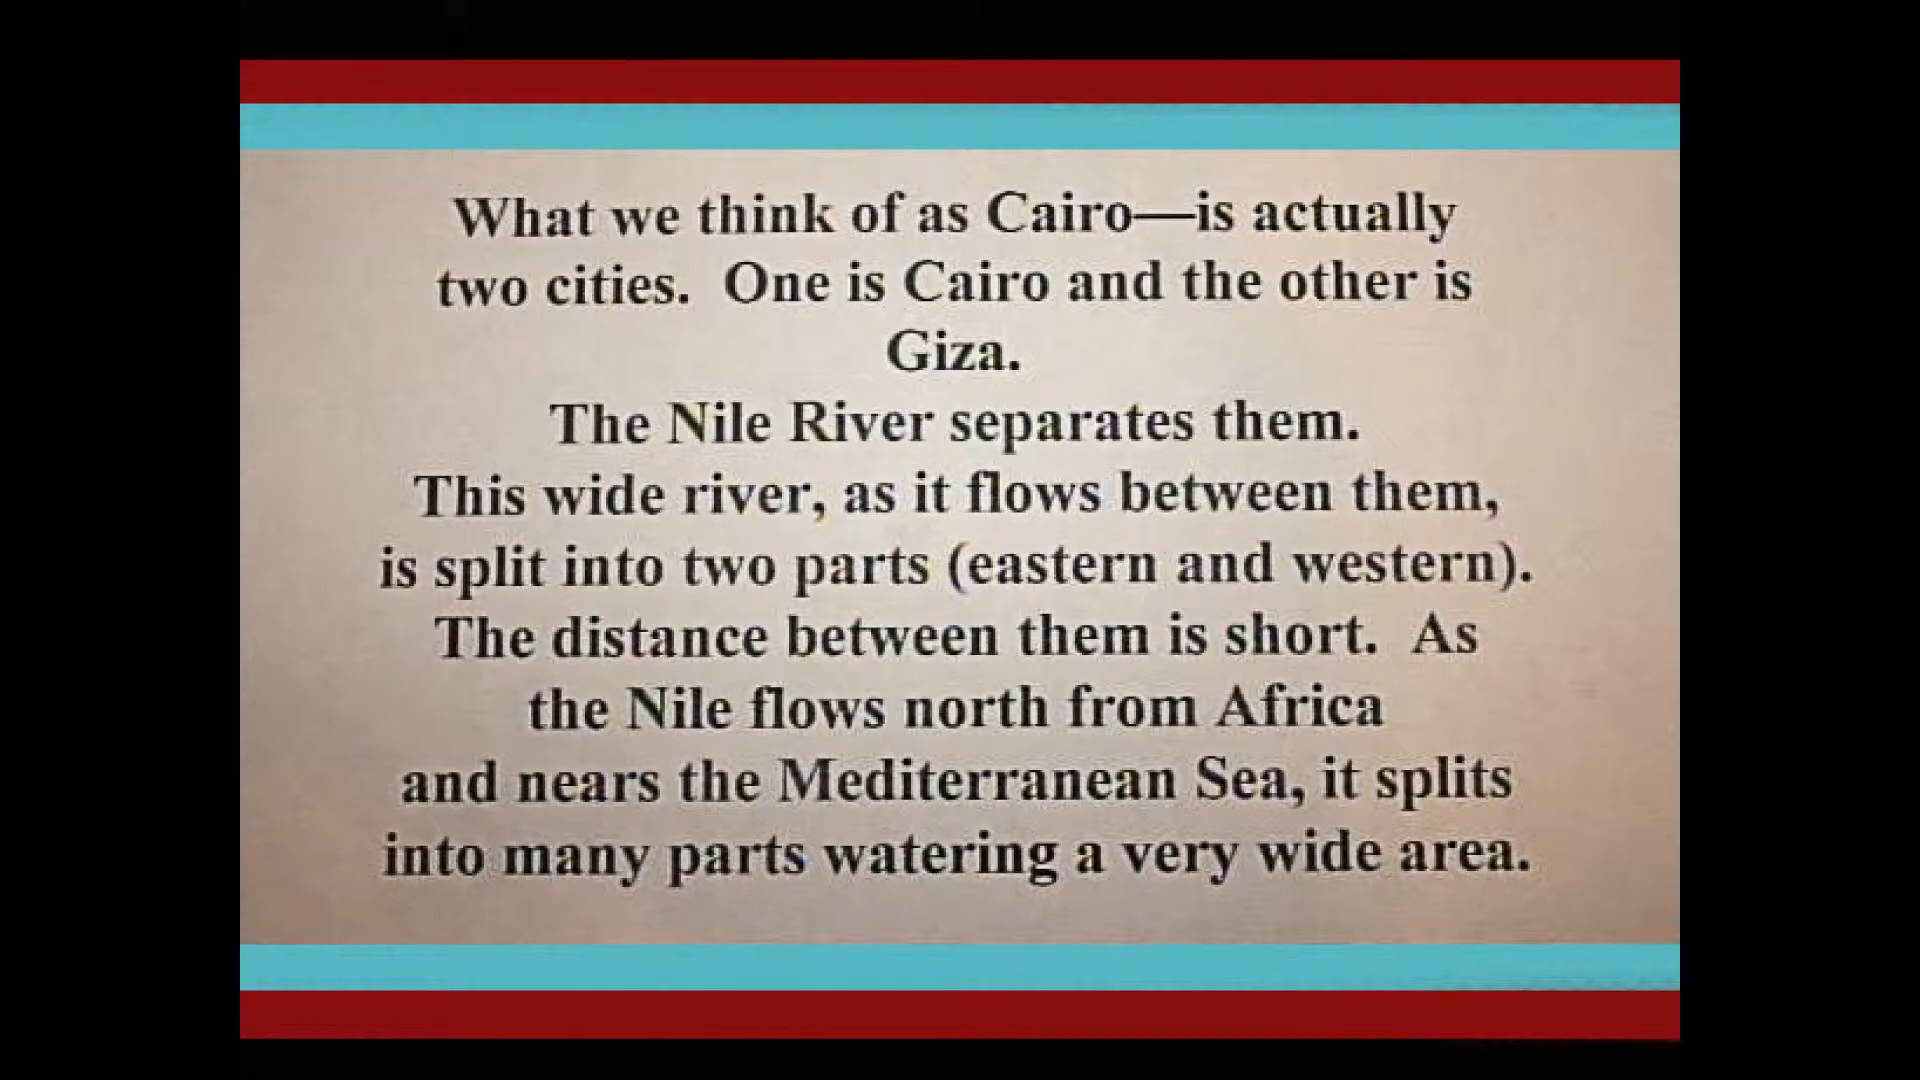 What we think of as Cairo—is actually
two cities.  One is Cairo and the other is
Giza.
The Nile River separates them.
This wide river, as it flows between them,
is split into two parts (eastern and western).
The distance between them is short.  As
the Nile flows north from Africa
and nears the Mediterranean Sea, it splits
into many parts watering a very wide area.